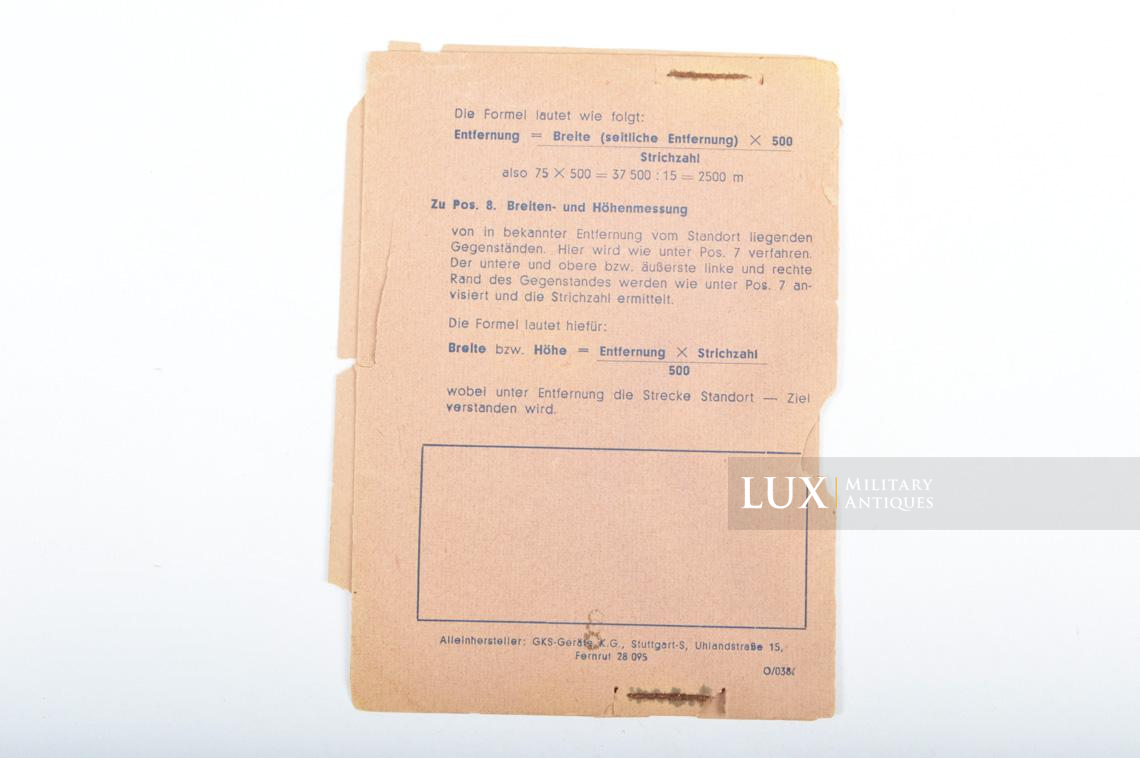 Die Formel lautet wie folgt:
Entfernung = Breite (seitliche Entfernung) × 500
Strichzahl
also 75 × 500 = 37 500 : 15 = 2500 m
Zu Pos. 8. Breiten- und Höhenmessung
von in bekannter Entfernung vom Standort liegenden
Gegenständen. Hier wird wie unter Pos. 7 verfahren.
Der untere und obere bzw. äußerste linke und rechte
Rand des Gegenstandes werden wie unter Pos. 7 an-
visiert und die Strichzahl ermittelt.
Die Formel lautet hiefür:
Breite bzw. Höhe = Entfernung × Strichzahl
500
wobei unter Entfernung die Strecke Standort — Ziel
verstanden wird.
LUX MILITARY
ANTIQUES
Alleinhersteller: GKS-Geräte K.G., Stuttgart-S, Uhlandstraße 15,
Fernruf 28 095